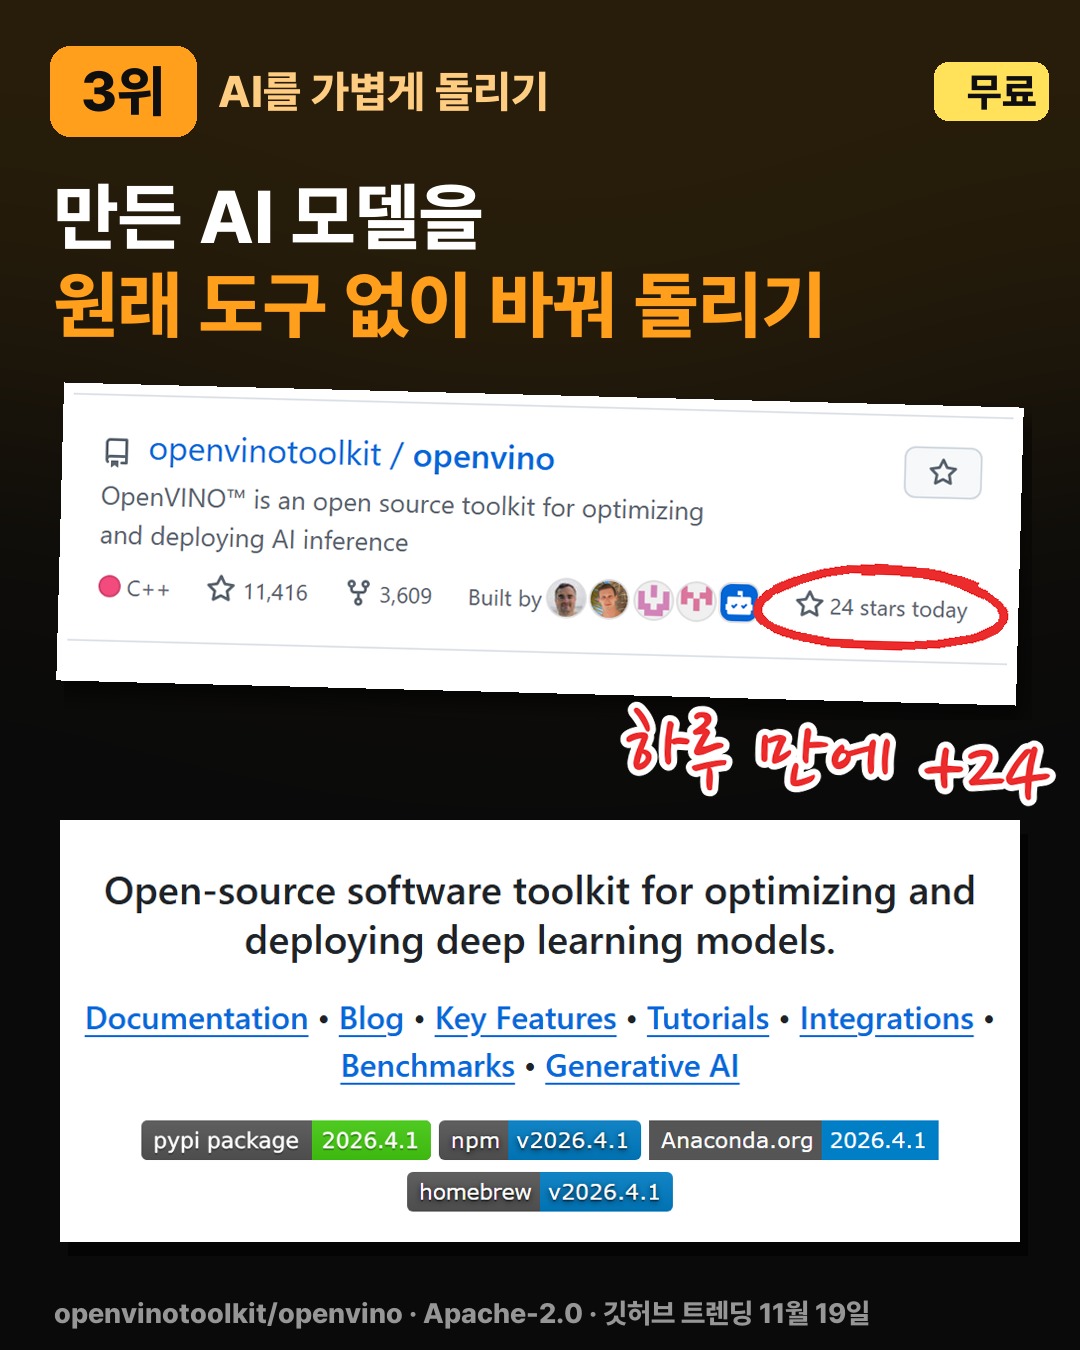 3위
AI를 가볍게 돌리기
무료
만든 AI 모델을
원래 도구 없이 바꿔 돌리기
openvinotoolkit / openvino
OpenVINO™ is an open source toolkit for optimizing
and deploying AI inference
C++ 11,416 3,609 Built by 24 stars today
하루 만에 +24
Open-source software toolkit for optimizing and
deploying deep learning models.
Documentation • Blog • Key Features • Tutorials • Integrations •
Benchmarks • Generative AI
pypi package 2026.4.1 npm v2026.4.1 Anaconda.org 2026.4.1
homebrew v2026.4.1
openvinotoolkit/openvino · Apache-2.0 · 깃허브 트렌딩 11월 19일